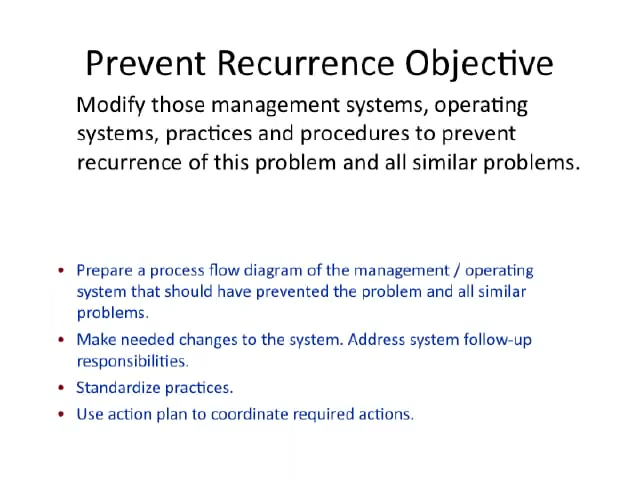 Prevent Recurrence Objective
Modify those management systems, operating
systems, practices and procedures to prevent
recurrence of this problem and all similar problems.
• Prepare a process flow diagram of the management / operating
system that should have prevented the problem and all similar
problems.
• Make needed changes to the system. Address system follow-up
responsibilities.
• Standardize practices.
• Use action plan to coordinate required actions.